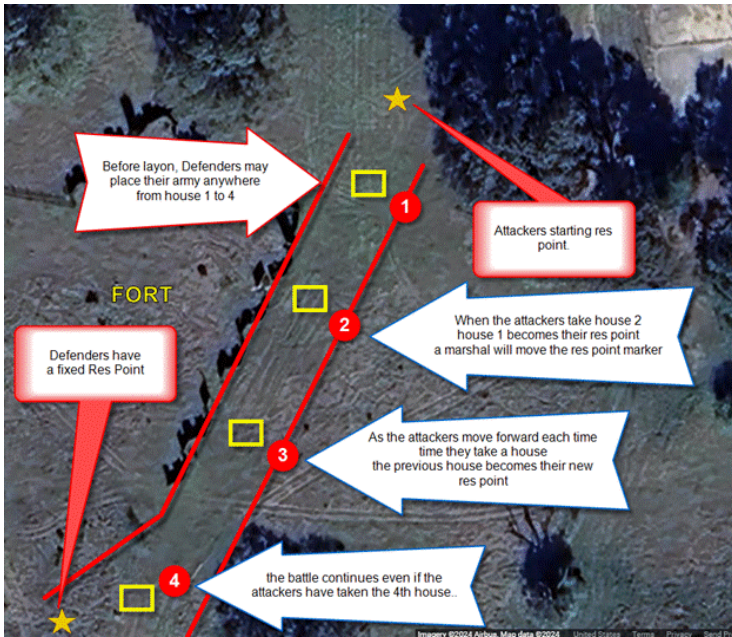 Before layon, Defenders may
place their army anywhere
from house 1 to 4
1
Attackers starting res
point.
FORT
2
When the attackers take house 2
house 1 becomes their res point
a marshal will move the res point marker
Defenders have
a fixed Res Point
3
As the attackers move forward each time
time they take a house
the previous house becomes their new
res point
4
the battle continues even if the
attackers have taken the 4th house..
Imagery ©2024 Airbus, Map data ©2024 United States Terms Privacy Send